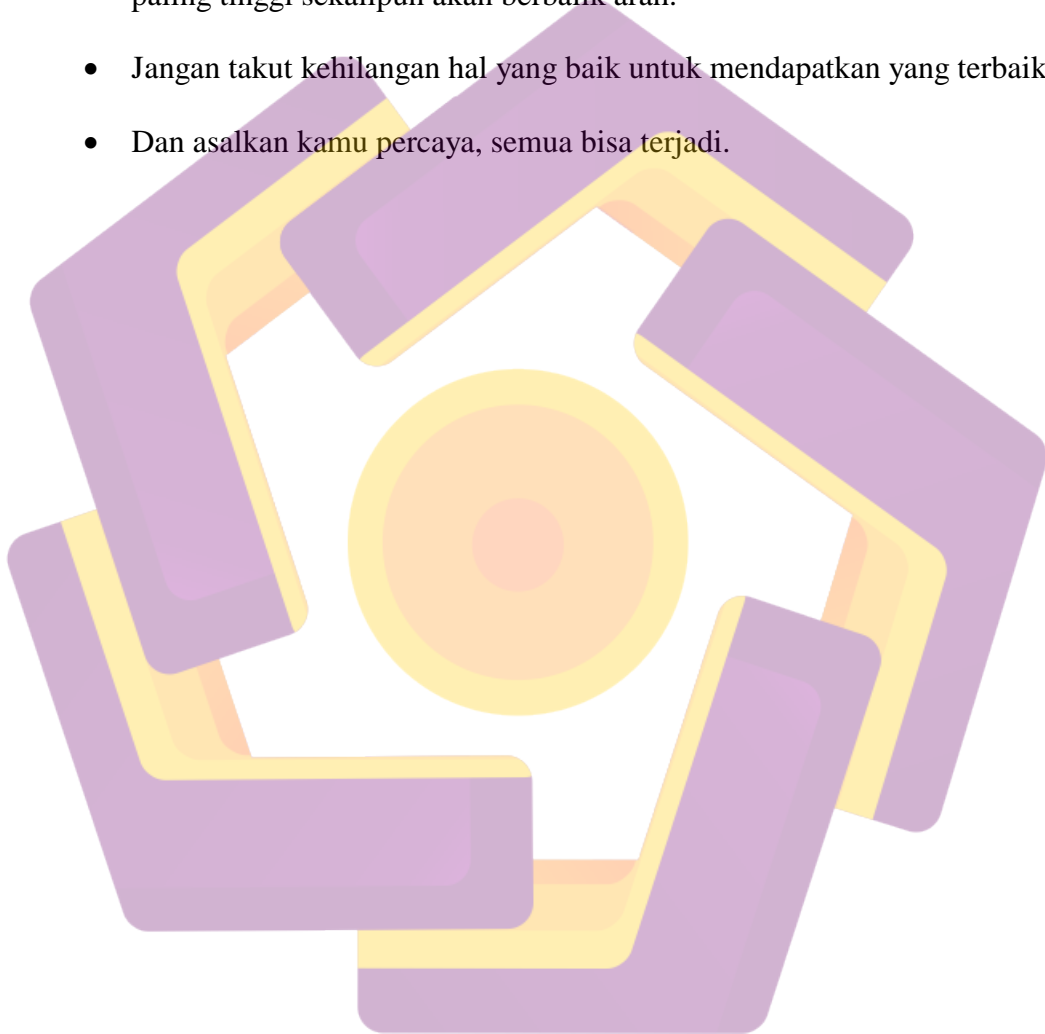 paling tinggi sekalipun akan berbalik arah.
• Jangan takut kehilangan hal yang baik untuk mendapatkan yang terbaik
• Dan asalkan kamu percaya, semua bisa terjadi.